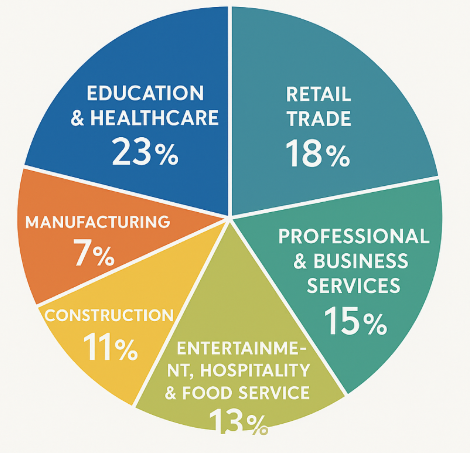 EDUCATION
& HEALTHCARE
23%
RETAIL
TRADE
18%
PROFESSIONAL
& BUSINESS
SERVICES
15%
ENTERTAINME-
NT, HOSPITALITY
& FOOD SERVICE
13%
CONSTRUCTION
11%
MANUFACTURING
7%